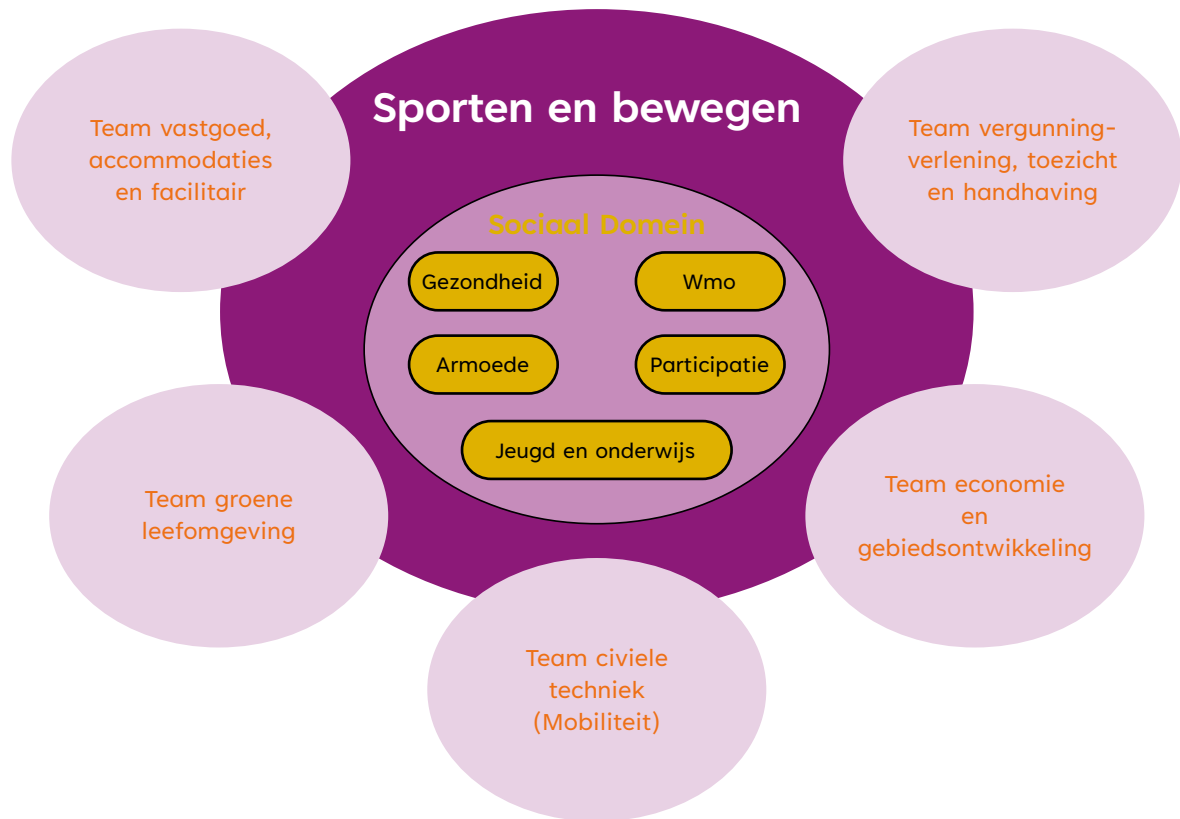 Sporten en bewegen
Team vastgoed,
accommodaties
en facilitair
Team vergunning-
verlening, toezicht
en handhaving
Sociaal Domein
Gezondheid
Wmo
Armoede
Participatie
Jeugd en onderwijs
Team groene
leefomgeving
Team economie
en
gebiedsontwikkeling
Team civiele
techniek
(Mobiliteit)